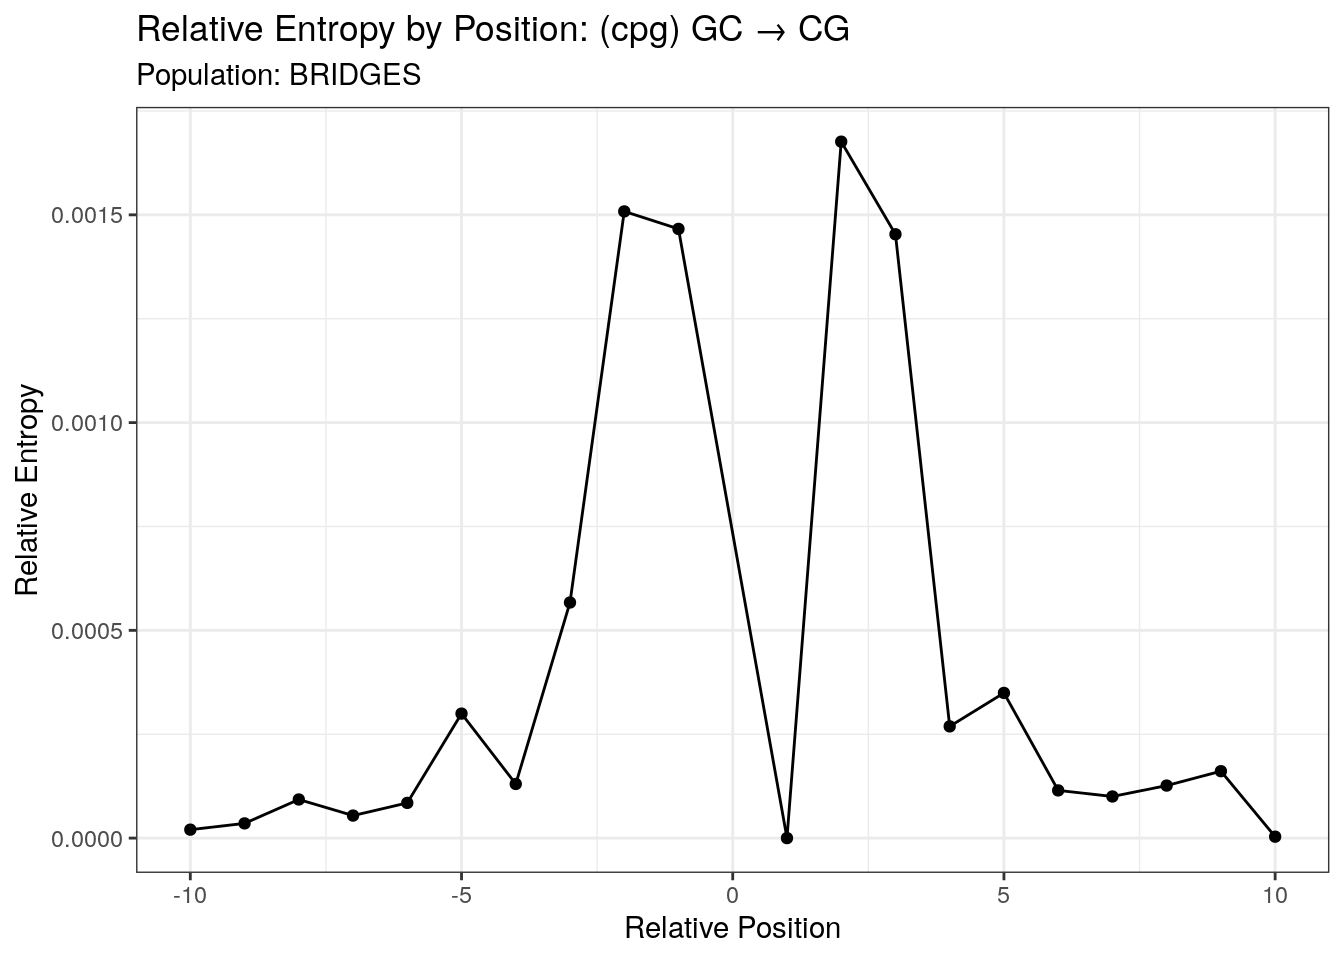 Relative Entropy by Position: (cpg) GC → CG
Population: BRIDGES
Relative Entropy
0.0015
0.0010
0.0005
0.0000
-10 -5 0 5 10
Relative Position